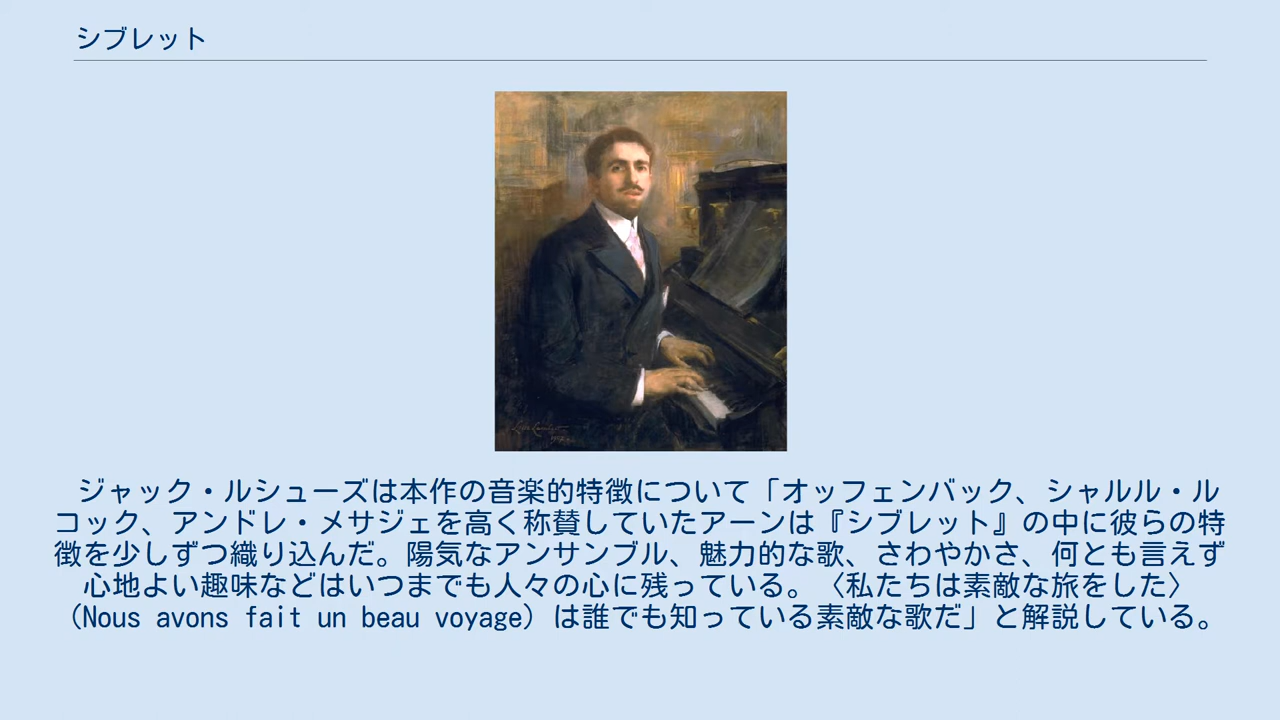 シブレット
ジャック・ルシューズは本作の音楽的特徴について「オッフェンバック、シャルル・ル
コック、アンドレ・メサジェを高く称賛していたアーンは『シブレット』の中に彼らの特
徴を少しずつ織り込んだ。陽気なアンサンブル、魅力的な歌、さわやかさ、何とも言えず
心地よい趣味などはいつまでも人々の心に残っている。〈私たちは素敵な旅をした〉
（Nous avons fait un beau voyage）は誰でも知っている素敵な歌だ」と解説している。